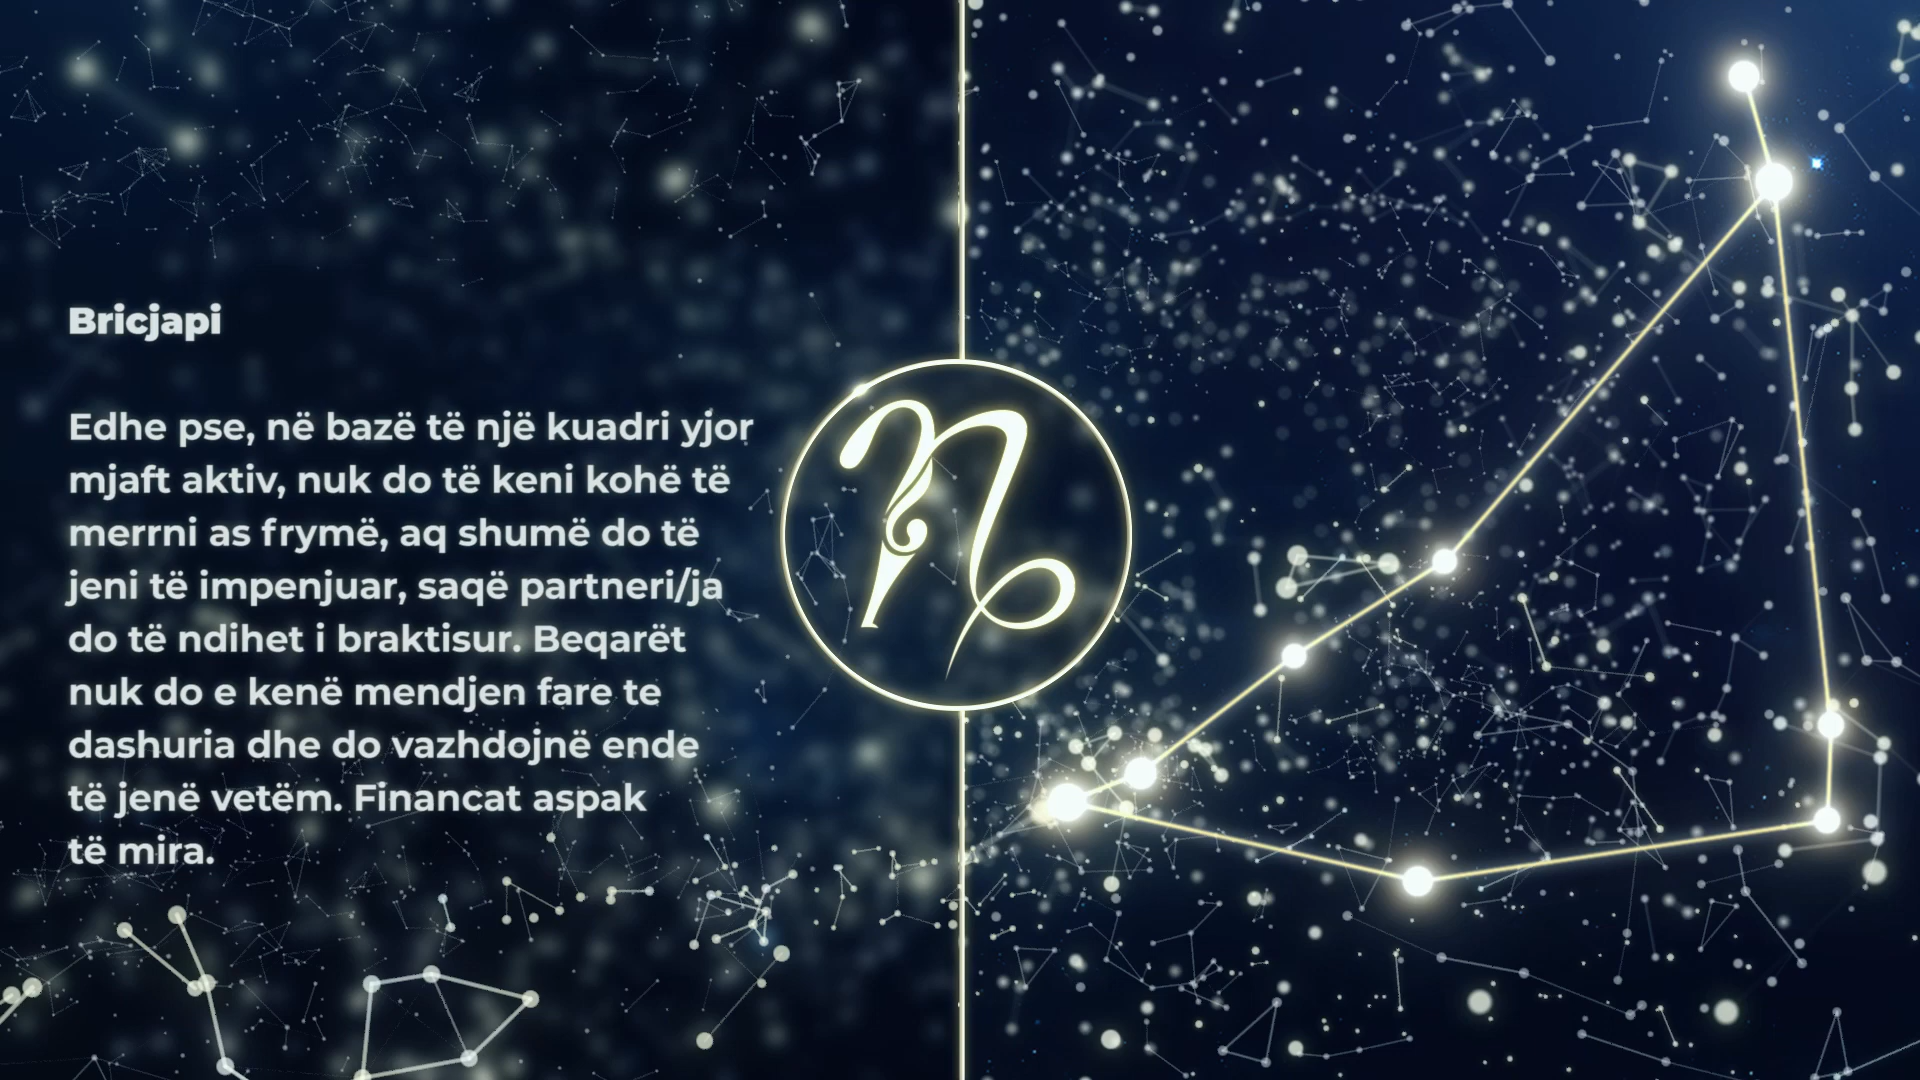 Bricjapi
Edhe pse, në bazë të një kuadri yjor
mjaft aktiv, nuk do të keni kohë të
merrni as frymë, aq shumë do të
jeni të impenjuar, saqë partneri/ja
do të ndihet i braktisur. Beqarët
nuk do e kenë mendjen fare te
dashuria dhe do vazhdojnë ende
të jenë vetëm. Financat aspak
të mira.